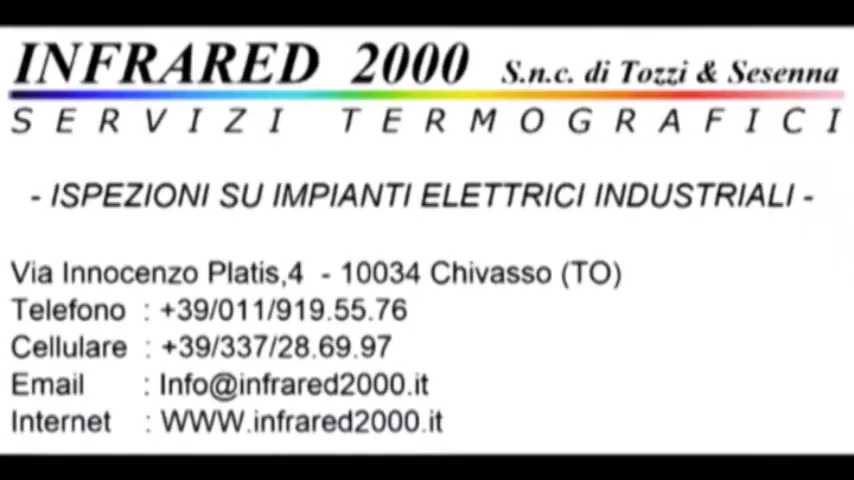 INFRARED 2000 S.n.c. di Tozzi & Sesenna
SERVIZI TERMOGRAFICI
- ISPEZIONI SU IMPIANTI ELETTRICI INDUSTRIALI -
Via Innocenzo Platis,4 - 10034 Chivasso (TO)
Telefono : +39/011/919.55.76
Cellulare : +39/337/28.69.97
Email : Info@infrared2000.it
Internet : WWW.infrared2000.it